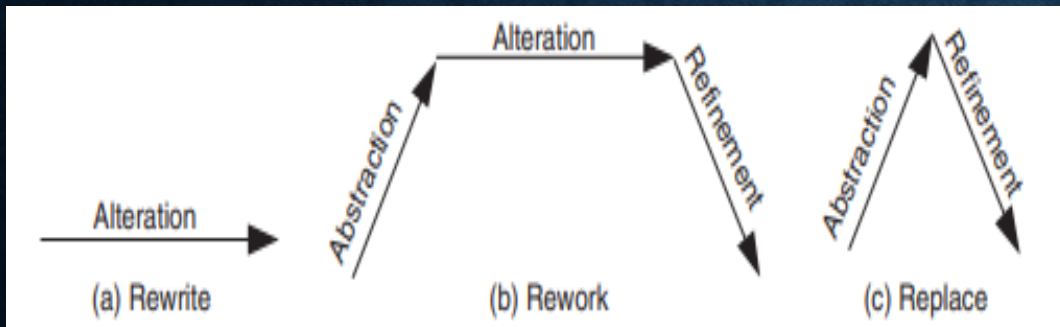 Alteration
(a) Rewrite
Abstraction
Alteration
Refinement
(b) Rework
Abstraction
Refinement
(c) Replace